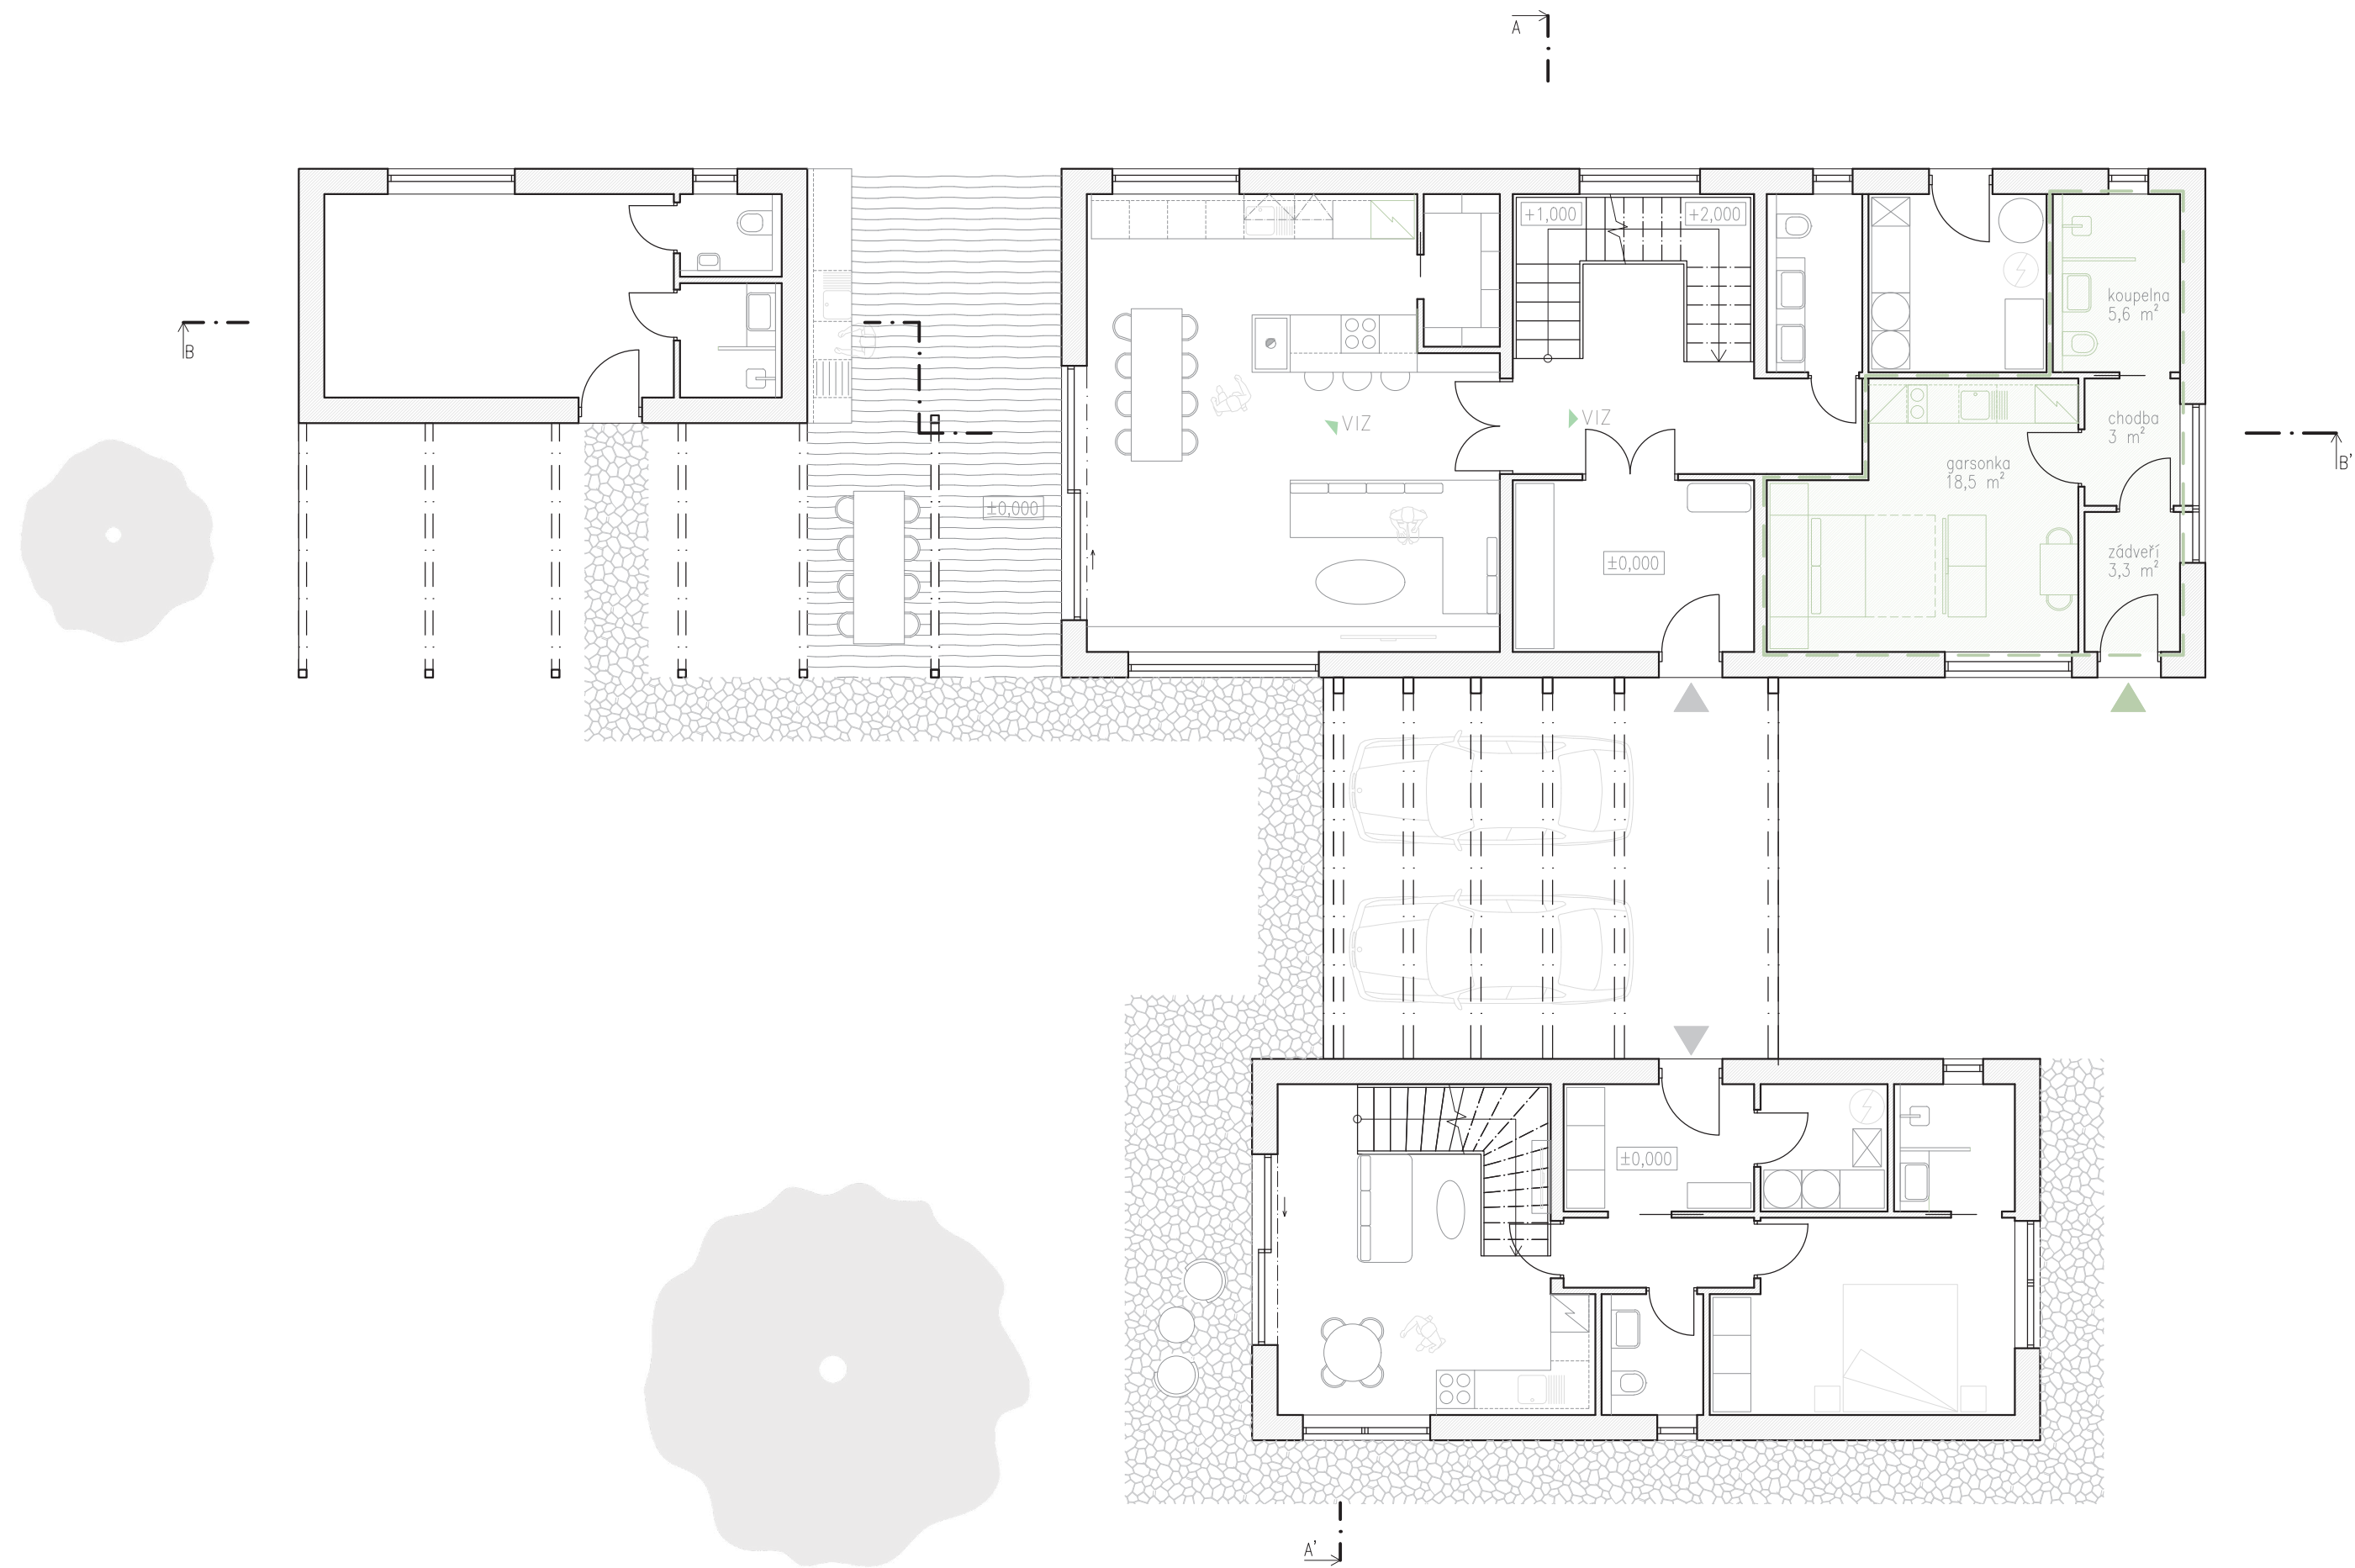 A
+1,000
+2,000
koupelna
5,6 m²
B
VIZ
VIZ
chodba
3 m²
B'
garsonka
18,5 m²
±0,000
±0,000
zádveří
3,3 m²
±0,000
A'